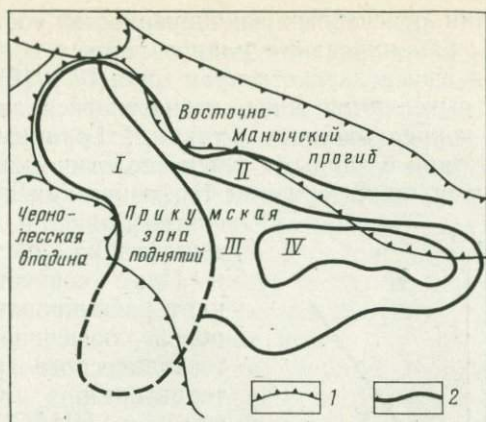 Восточно-
Манычский
прогиб
I
II
Черно-
лесская
впадина
Прикумская
зона
поднятий
III
IV
1
2